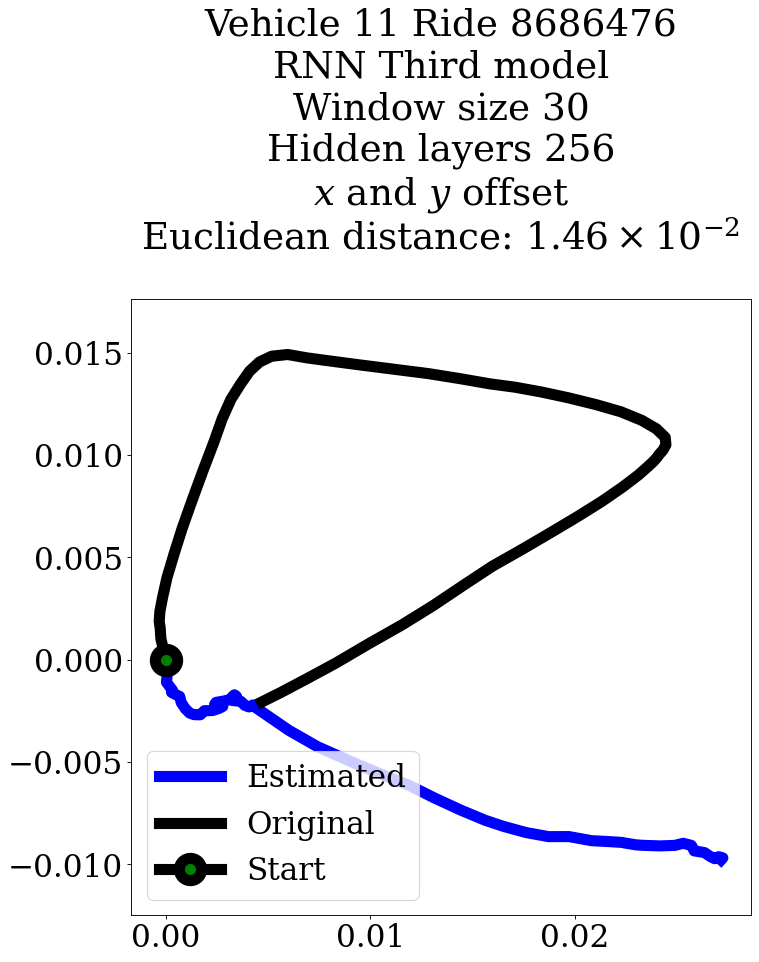 Vehicle 11 Ride 8686476
RNN Third model
Window size 30
Hidden layers 256
x and y offset
Euclidean distance: 1.46 × 10⁻²
0.015
0.010
0.005
0.000
−0.005
−0.010
Estimated
Original
Start
0.00 0.01 0.02